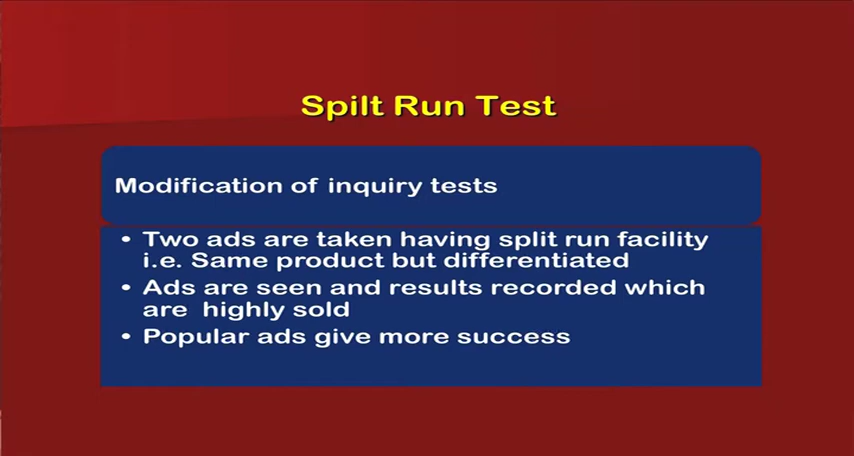 Spilt Run Test
Modification of inquiry tests
• Two ads are taken having split run facility
i.e. Same product but differentiated
• Ads are seen and results recorded which
are highly sold
• Popular ads give more success